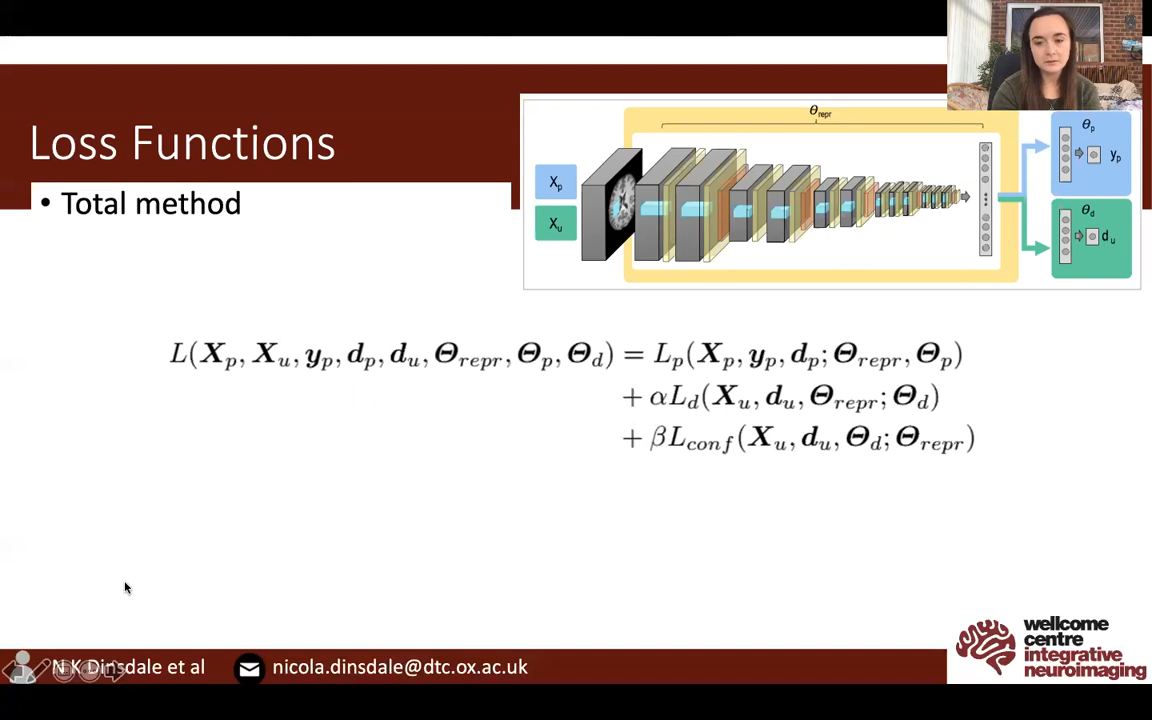 Loss Functions
• Total method
θrepr
Xp
Xu
θp
yp
θd
du
L(Xp, Xu, yp, dp, du, Θrepr, Θp, Θd) = Lp(Xp, yp, dp; Θrepr, Θp)
+ αLd(Xu, du, Θrepr; Θd)
+ βLconf(Xu, du, Θd; Θrepr)
N K Dinsdale et al
nicola.dinsdale@dtc.ox.ac.uk
wellcome
centre
integrative
neuroimaging